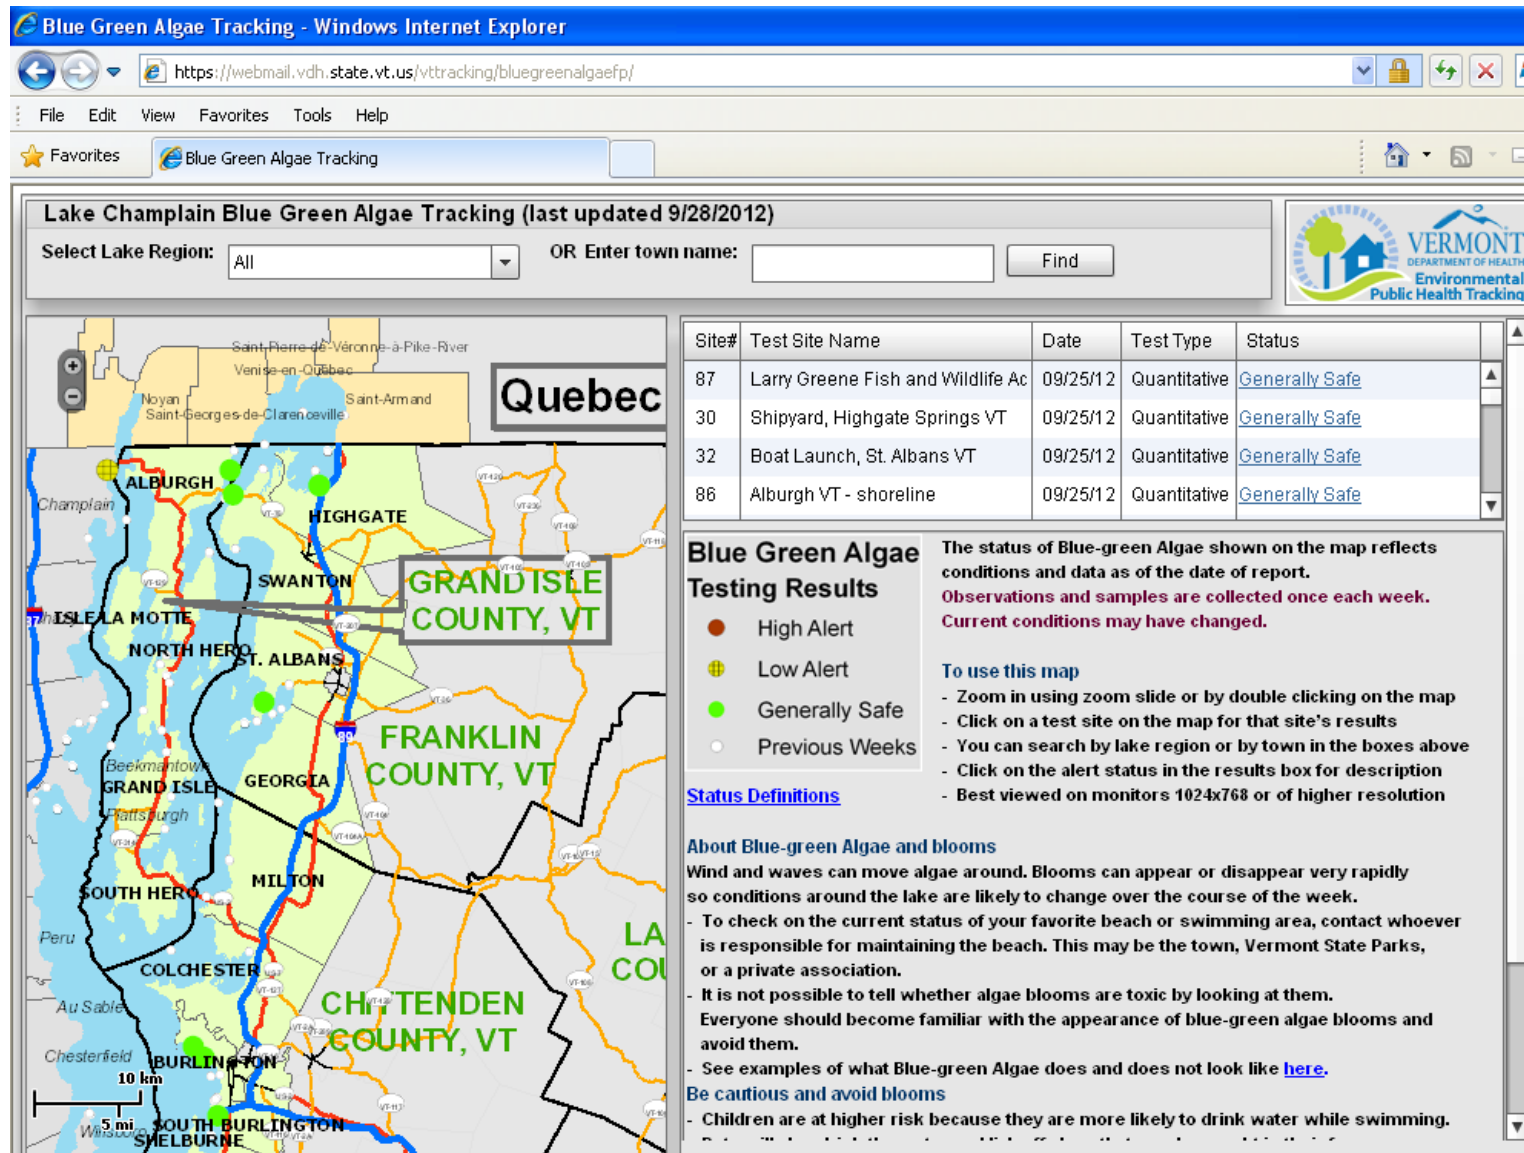 Blue Green Algae Tracking - Windows Internet Explorer
https://webmail.vdh.state.vt.us/vttracking/bluegreenalgaefp/
File Edit View Favorites Tools Help
Favorites Blue Green Algae Tracking
Lake Champlain Blue Green Algae Tracking (last updated 9/28/2012)
Select Lake Region: All OR Enter town name: Find
VERMONT
DEPARTMENT OF HEALTH
Environmental
Public Health Tracking
Saint-Pierre-de-Véronne-à-Pike-River
Venise-en-Québec
Noyan
Saint-Armand
Saint-Georges-de-Clarenceville
Quebec
ALBURGH
Champlain
HIGHGATE
SWANTON
GRAND ISLE
COUNTY, VT
ISLE LA MOTTE
NORTH HERO
ST. ALBANS
89
FRANKLIN
COUNTY, VT
Beekmantown
GRAND ISLE
GEORGIA
Plattsburgh
SOUTH HERO
MILTON
Peru
COLCHESTER
Au Sable
CHITTENDEN
COUNTY, VT
Chesterfield
BURLINGTON
10 km
5 mi
SOUTH BURLINGTON
SHELBURNE
Site# Test Site Name Date Test Type Status
87 Larry Greene Fish and Wildlife Ac 09/25/12 Quantitative Generally Safe
30 Shipyard, Highgate Springs VT 09/25/12 Quantitative Generally Safe
32 Boat Launch, St. Albans VT 09/25/12 Quantitative Generally Safe
86 Alburgh VT - shoreline 09/25/12 Quantitative Generally Safe
Blue Green Algae
Testing Results
High Alert
Low Alert
Generally Safe
Previous Weeks
Status Definitions
The status of Blue-green Algae shown on the map reflects
conditions and data as of the date of report.
Observations and samples are collected once each week.
Current conditions may have changed.
To use this map
- Zoom in using zoom slide or by double clicking on the map
- Click on a test site on the map for that site's results
- You can search by lake region or by town in the boxes above
- Click on the alert status in the results box for description
- Best viewed on monitors 1024x768 or of higher resolution
About Blue-green Algae and blooms
Wind and waves can move algae around. Blooms can appear or disappear very rapidly
so conditions around the lake are likely to change over the course of the week.
- To check on the current status of your favorite beach or swimming area, contact whoever
is responsible for maintaining the beach. This may be the town, Vermont State Parks,
or a private association.
- It is not possible to tell whether algae blooms are toxic by looking at them.
Everyone should become familiar with the appearance of blue-green algae blooms and
avoid them.
- See examples of what Blue-green Algae does and does not look like here.
Be cautious and avoid blooms
- Children are at higher risk because they are more likely to drink water while swimming.